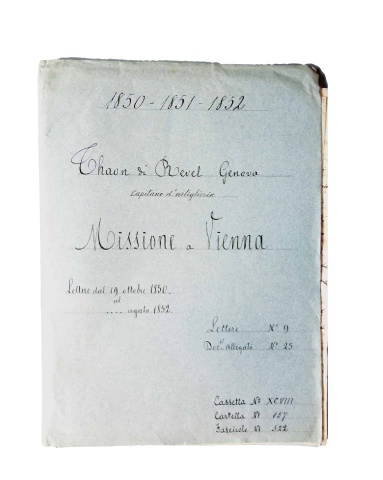 1850 - 1851 - 1852
Thaon di Revel Genova
Capitano d'artiglieria
Missione a Vienna
Lettere dal 19 ottobre 1850.
al
.... agosto 1852.
Lettere N° 9
Doc.ti allegati N° 25
Cassetta N° XCVIII
Cartella N° 157
Fascicolo N° 522